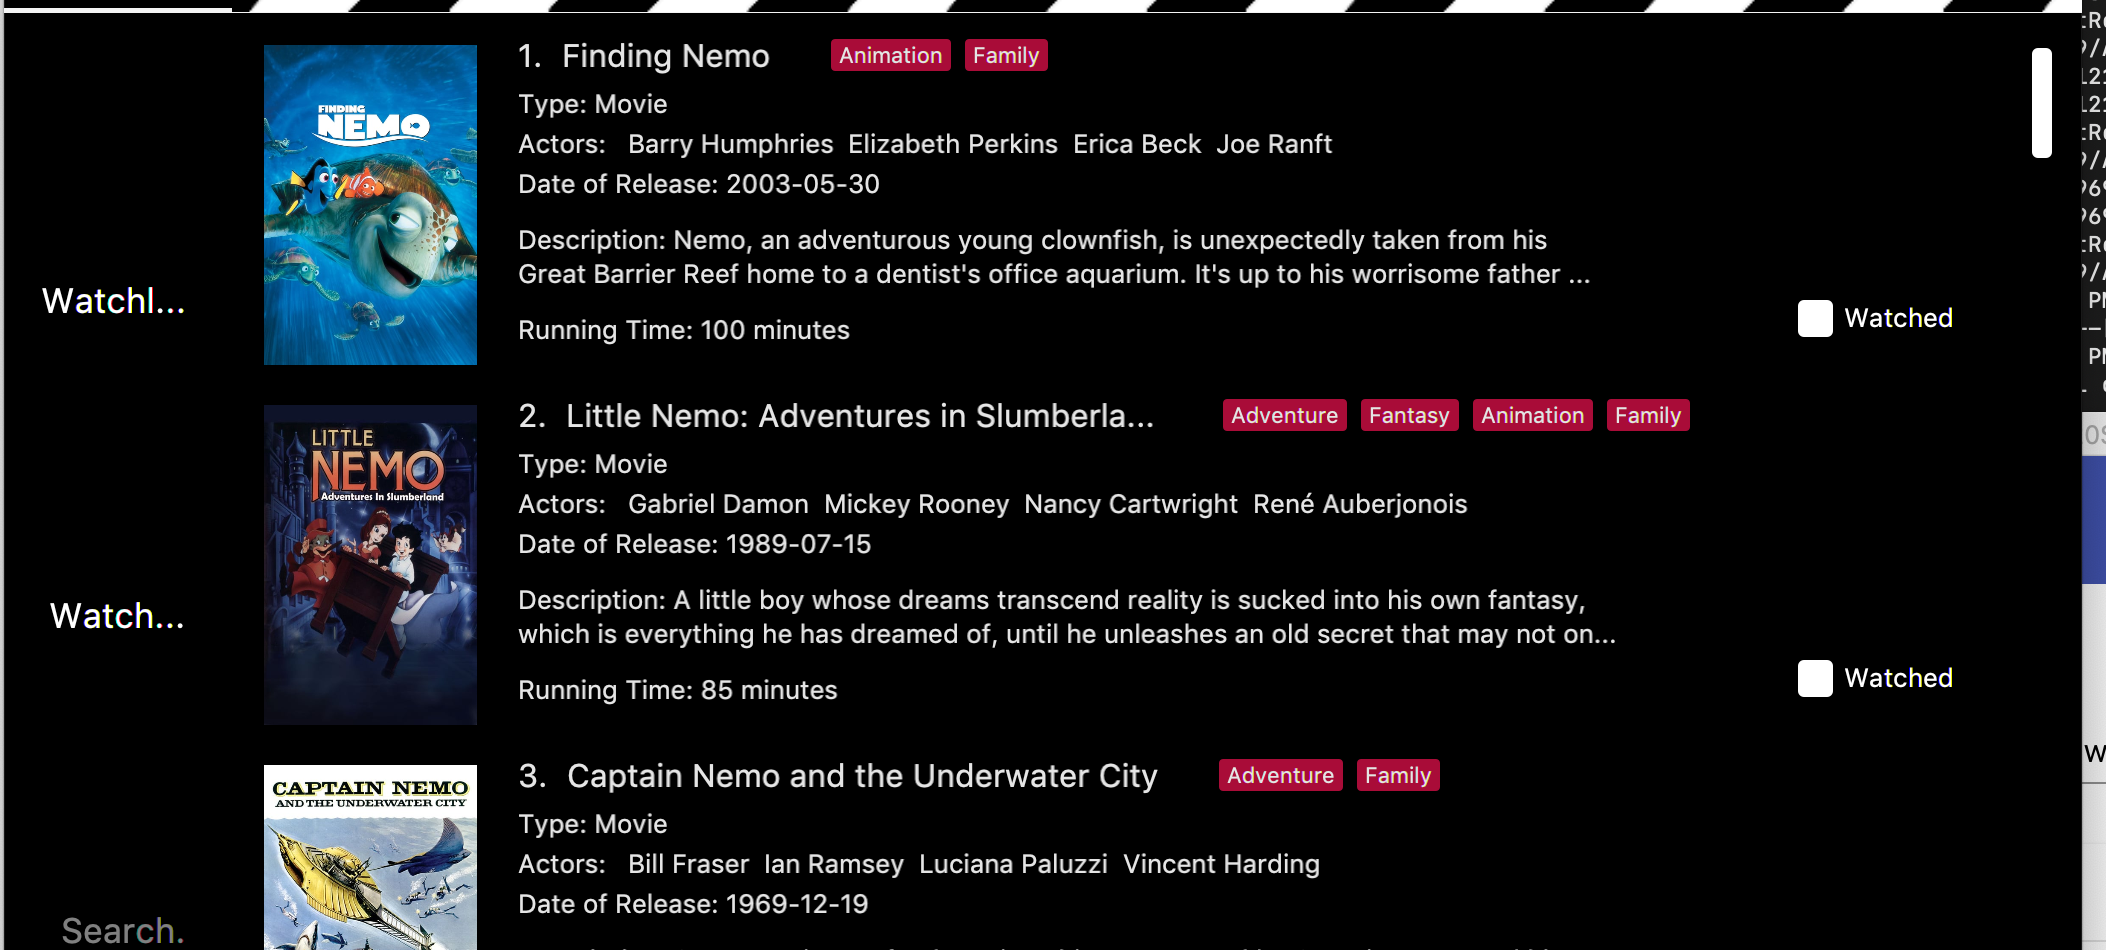 1. Finding Nemo Animation Family
Type: Movie
Actors: Barry Humphries Elizabeth Perkins Erica Beck Joe Ranft
Date of Release: 2003-05-30
Description: Nemo, an adventurous young clownfish, is unexpectedly taken from his
Great Barrier Reef home to a dentist's office aquarium. It's up to his worrisome father ...
Running Time: 100 minutes
Watched
FINDING
NEMO
Watchl...
2. Little Nemo: Adventures in Slumberla... Adventure Fantasy Animation Family
Type: Movie
Actors: Gabriel Damon Mickey Rooney Nancy Cartwright René Auberjonois
Date of Release: 1989-07-15
Description: A little boy whose dreams transcend reality is sucked into his own fantasy,
which is everything he has dreamed of, until he unleashes an old secret that may not on...
Running Time: 85 minutes
Watched
LITTLE
NEMO
Adventures In Slumberland
Watch...
3. Captain Nemo and the Underwater City Adventure Family
Type: Movie
Actors: Bill Fraser Ian Ramsey Luciana Paluzzi Vincent Harding
Date of Release: 1969-12-19
CAPTAIN NEMO
AND THE UNDERWATER CITY
Search.